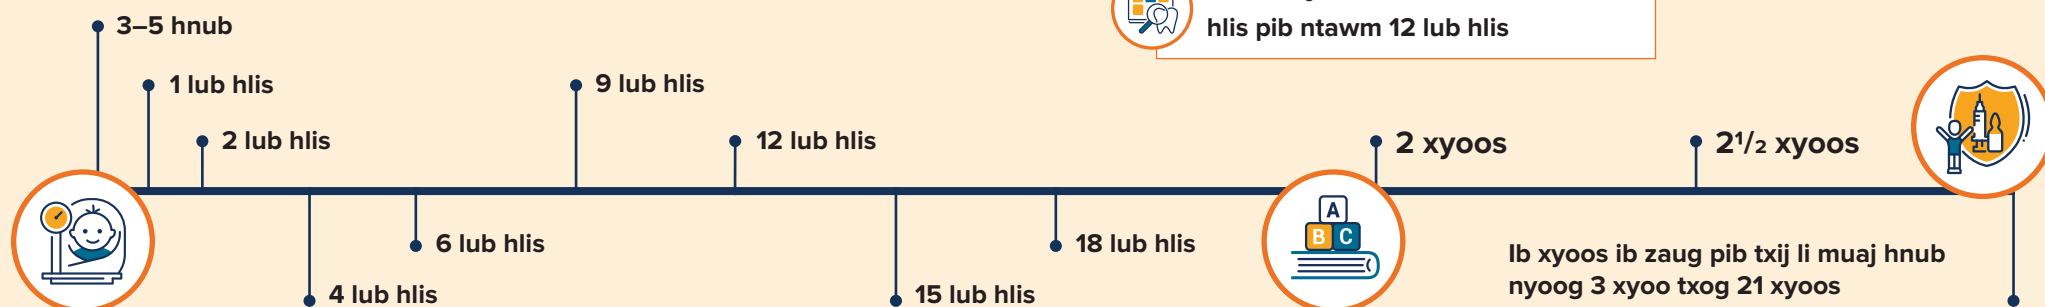 3–5 hnub
hlis pib ntawm 12 lub hlis
1 lub hlis
9 lub hlis
2 lub hlis
12 lub hlis
2 xyoos
2¹/₂ xyoos
A
B C
6 lub hlis
18 lub hlis
Ib xyoos ib zaug pib txij li muaj hnub
nyoog 3 xyoo txog 21 xyoos
4 lub hlis
15 lub hlis